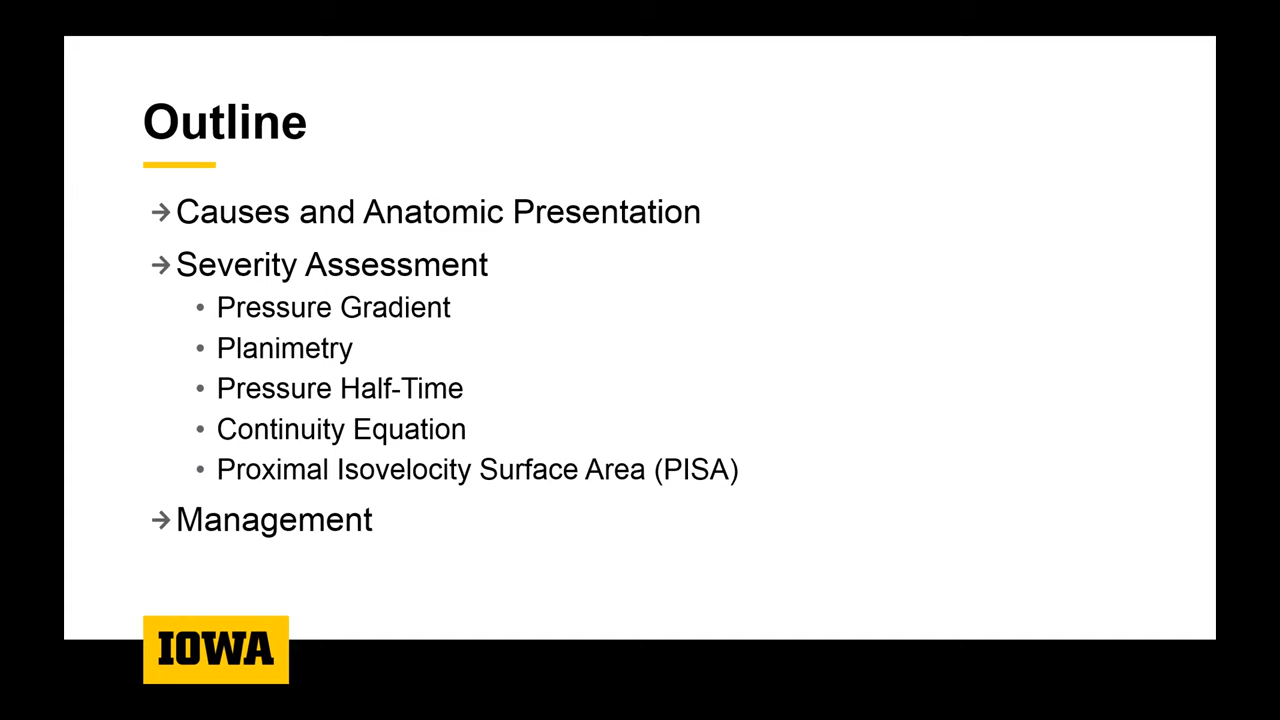 Outline
→ Causes and Anatomic Presentation
→ Severity Assessment
• Pressure Gradient
• Planimetry
• Pressure Half-Time
• Continuity Equation
• Proximal Isovelocity Surface Area (PISA)
→ Management
IOWA